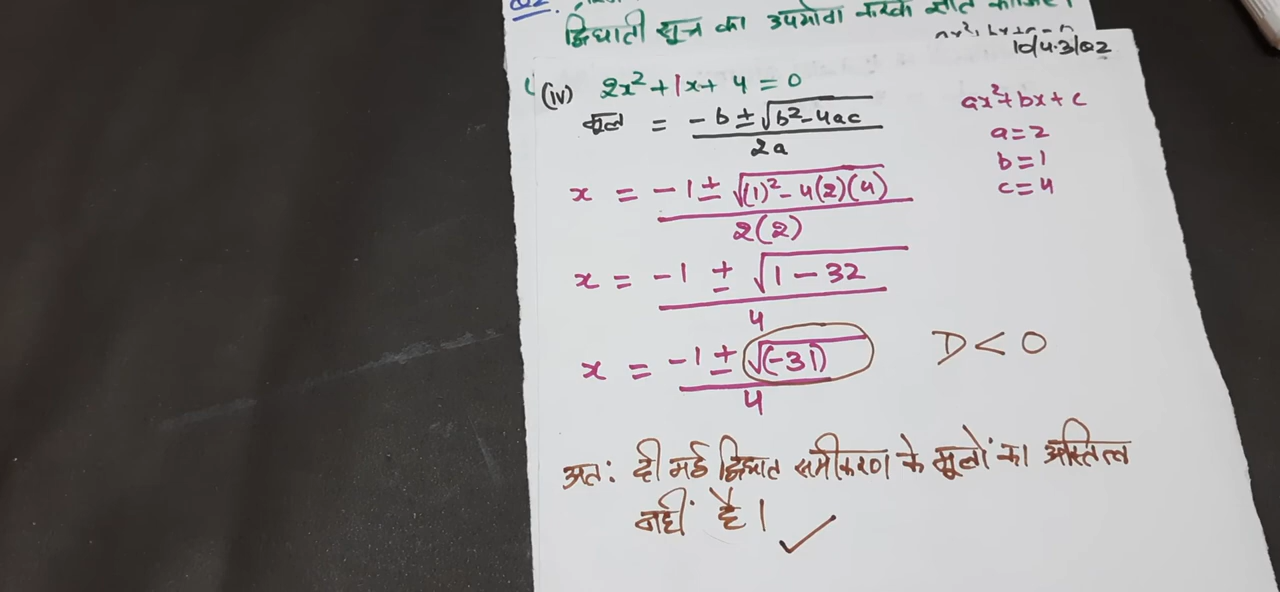 Q2.
द्विघाती सूत्र का उपयोग करके ज्ञात कीजिए।
10/4.3/Q2
(iv) 2x² + 1x + 4 = 0
मूल = -b ± √b² - 4ac / 2a
ax² + bx + c
a = 2
b = 1
c = 4
x = -1 ± √(1)² - 4(2)(4) / 2(2)
x = -1 ± √1 - 32 / 4
x = -1 ± √(-31) / 4
D < 0
अत: दी गई द्विघात समीकरण के मूलों का अस्तित्व
नहीं है।